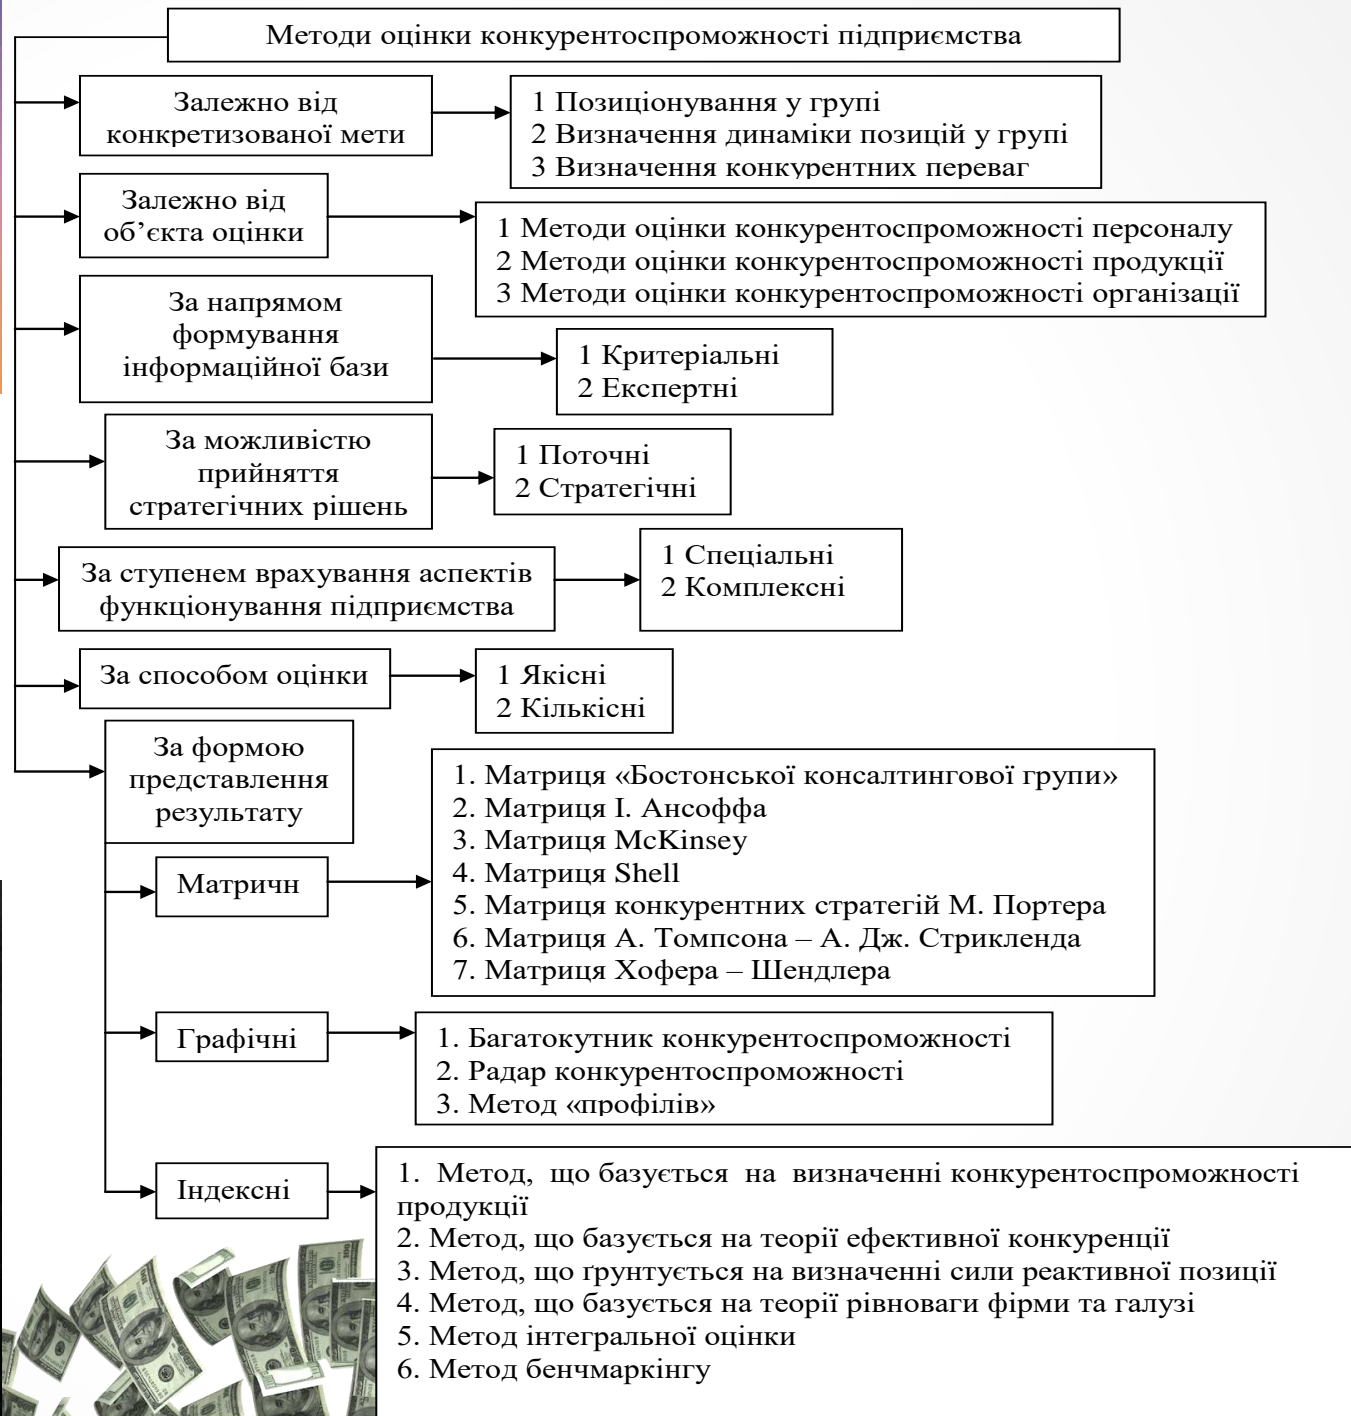 Методи оцінки конкурентоспроможності підприємства
Залежно від
конкретизованої мети
1 Позиціонування у групі
2 Визначення динаміки позицій у групі
3 Визначення конкурентних переваг
Залежно від
об’єкта оцінки
1 Методи оцінки конкурентоспроможності персоналу
2 Методи оцінки конкурентоспроможності продукції
3 Методи оцінки конкурентоспроможності організації
За напрямом
формування
інформаційної бази
1 Критеріальні
2 Експертні
За можливістю
прийняття
стратегічних рішень
1 Поточні
2 Стратегічні
За ступенем врахування аспектів
функціонування підприємства
1 Спеціальні
2 Комплексні
За способом оцінки
1 Якісні
2 Кількісні
За формою
представлення
результату
Матричн
1. Матриця «Бостонської консалтингової групи»
2. Матриця І. Ансоффа
3. Матриця McKinsey
4. Матриця Shell
5. Матриця конкурентних стратегій М. Портера
6. Матриця А. Томпсона – А. Дж. Стрикленда
7. Матриця Хофера – Шендлера
Графічні
1. Багатокутник конкурентоспроможності
2. Радар конкурентоспроможності
3. Метод «профілів»
Індексні
1. Метод, що базується на визначенні конкурентоспроможності
продукції
2. Метод, що базується на теорії ефективної конкуренції
3. Метод, що ґрунтується на визначенні сили реактивної позиції
4. Метод, що базується на теорії рівноваги фірми та галузі
5. Метод інтегральної оцінки
6. Метод бенчмаркінгу